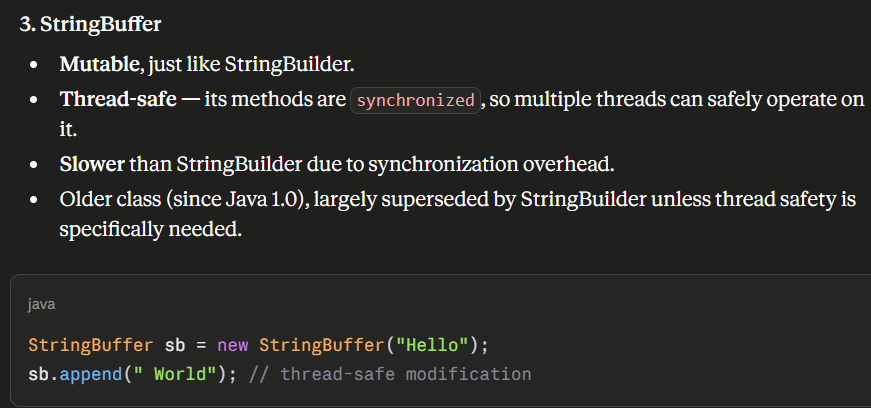 3. StringBuffer
• Mutable, just like StringBuilder.
• Thread-safe — its methods are synchronized, so multiple threads can safely operate on
it.
• Slower than StringBuilder due to synchronization overhead.
• Older class (since Java 1.0), largely superseded by StringBuilder unless thread safety is
specifically needed.
java
StringBuffer sb = new StringBuffer("Hello");
sb.append(" World"); // thread-safe modification